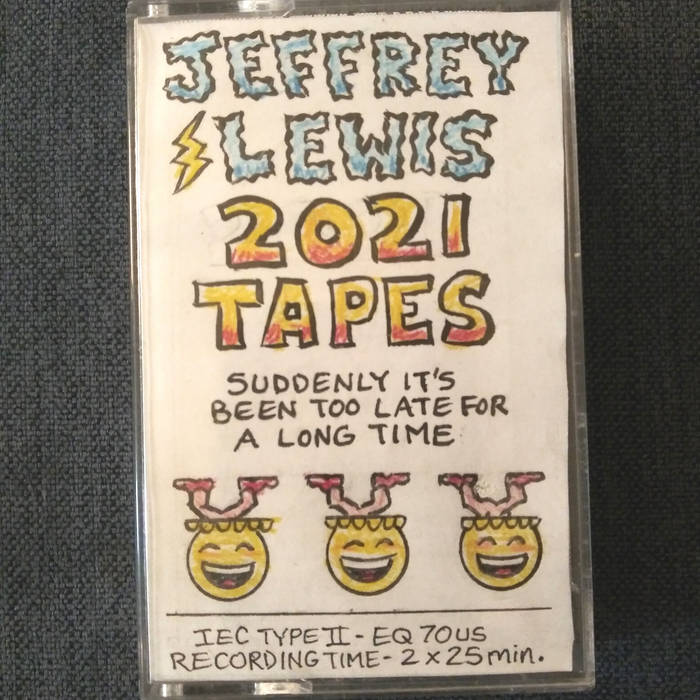 JEFFREY
LEWIS
2021
TAPES
SUDDENLY IT'S
BEEN TOO LATE FOR
A LONG TIME
IEC TYPE II - EQ 70US
RECORDING TIME - 2 x 25 min.